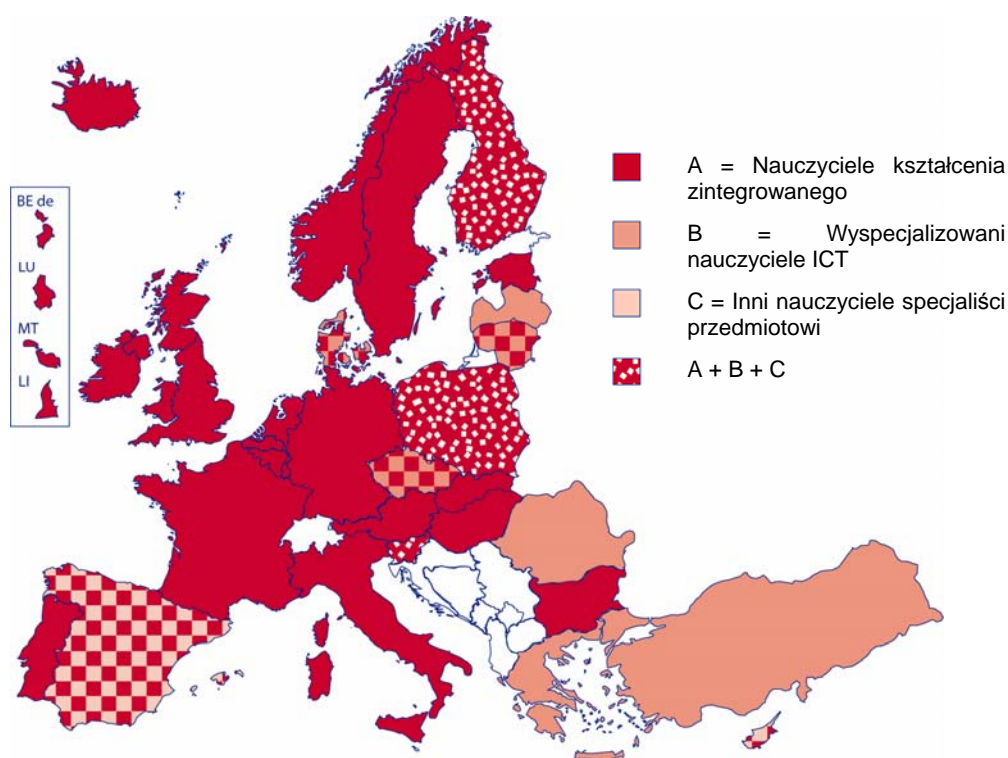 BE de
LU
MT
LI
A = Nauczyciele kształcenia
zintegrowanego
B = Wyspecjalizowani
nauczyciele ICT
C = Inni nauczyciele specjaliści
przedmiotowi
A + B + C